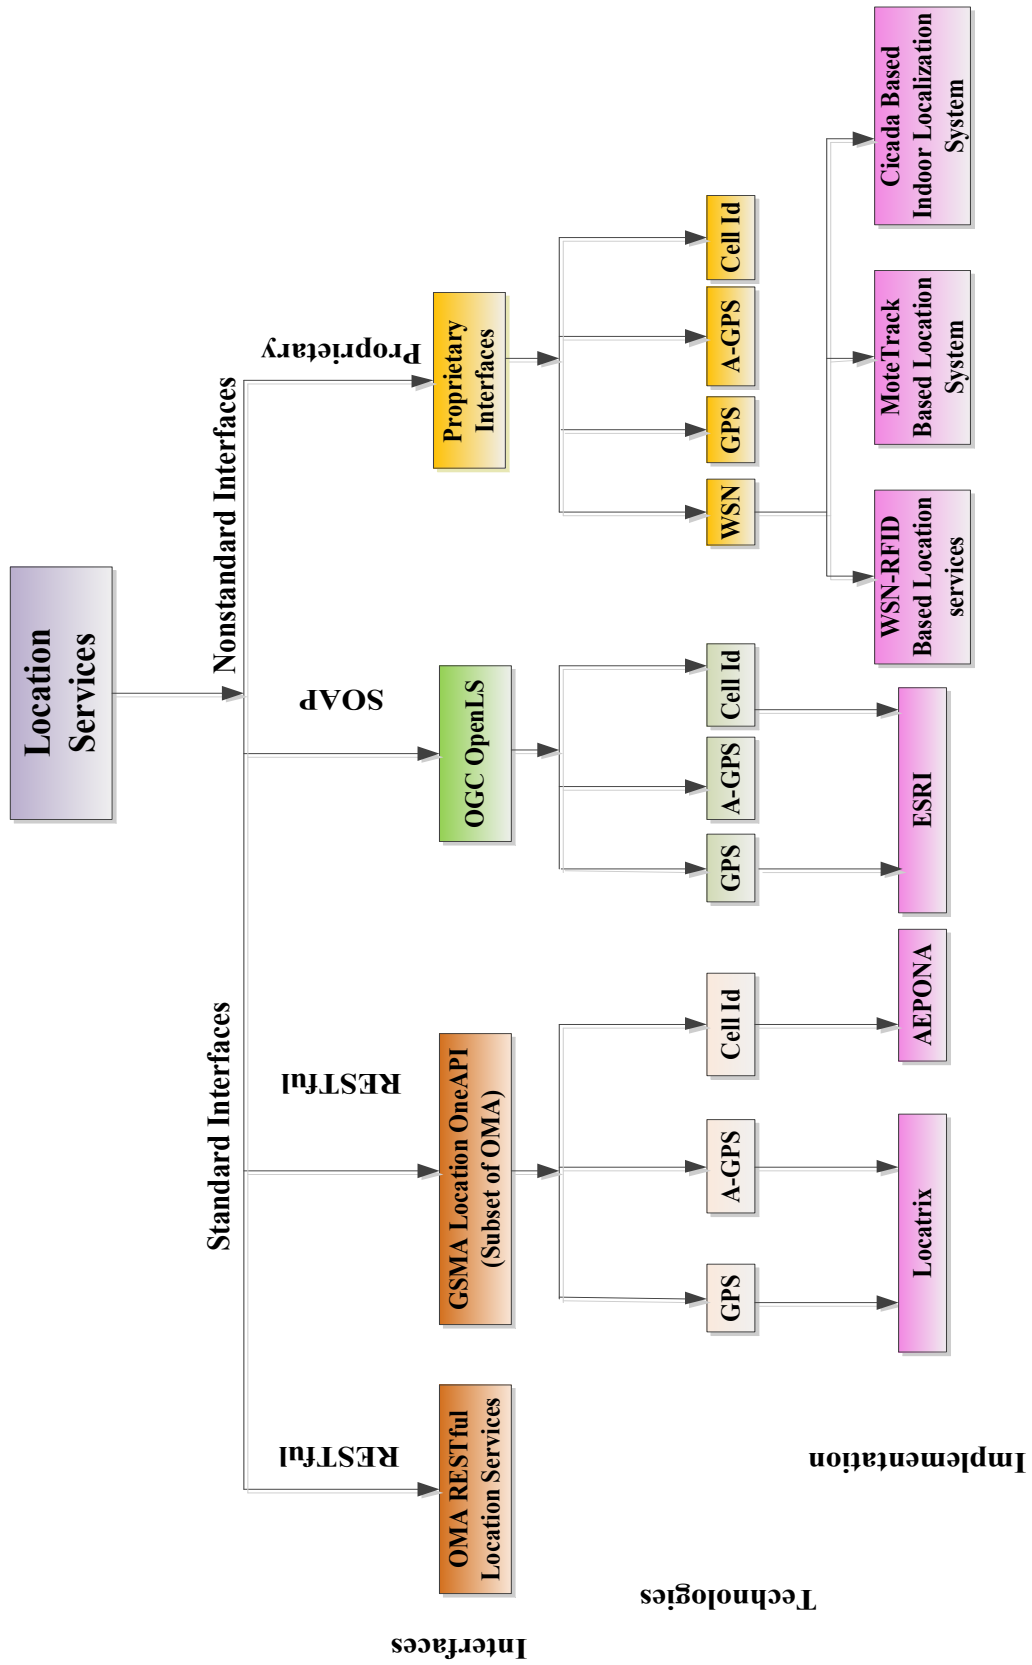 Location
Services
Standard Interfaces
Nonstandard Interfaces
RESTful
RESTful
SOAP
Proprietary
Interfaces
OMA RESTful
Location Services
GSMA Location OneAPI
(Subset of OMA)
OGC OpenLS
Proprietary
Interfaces
Technologies
GPS
A-GPS
Cell Id
GPS
A-GPS
Cell Id
WSN
GPS
A-GPS
Cell Id
Implementation
Locatrix
AEPONA
ESRI
WSN-RFID
Based Location
services
MoteTrack
Based Location
System
Cicada Based
Indoor Localization
System